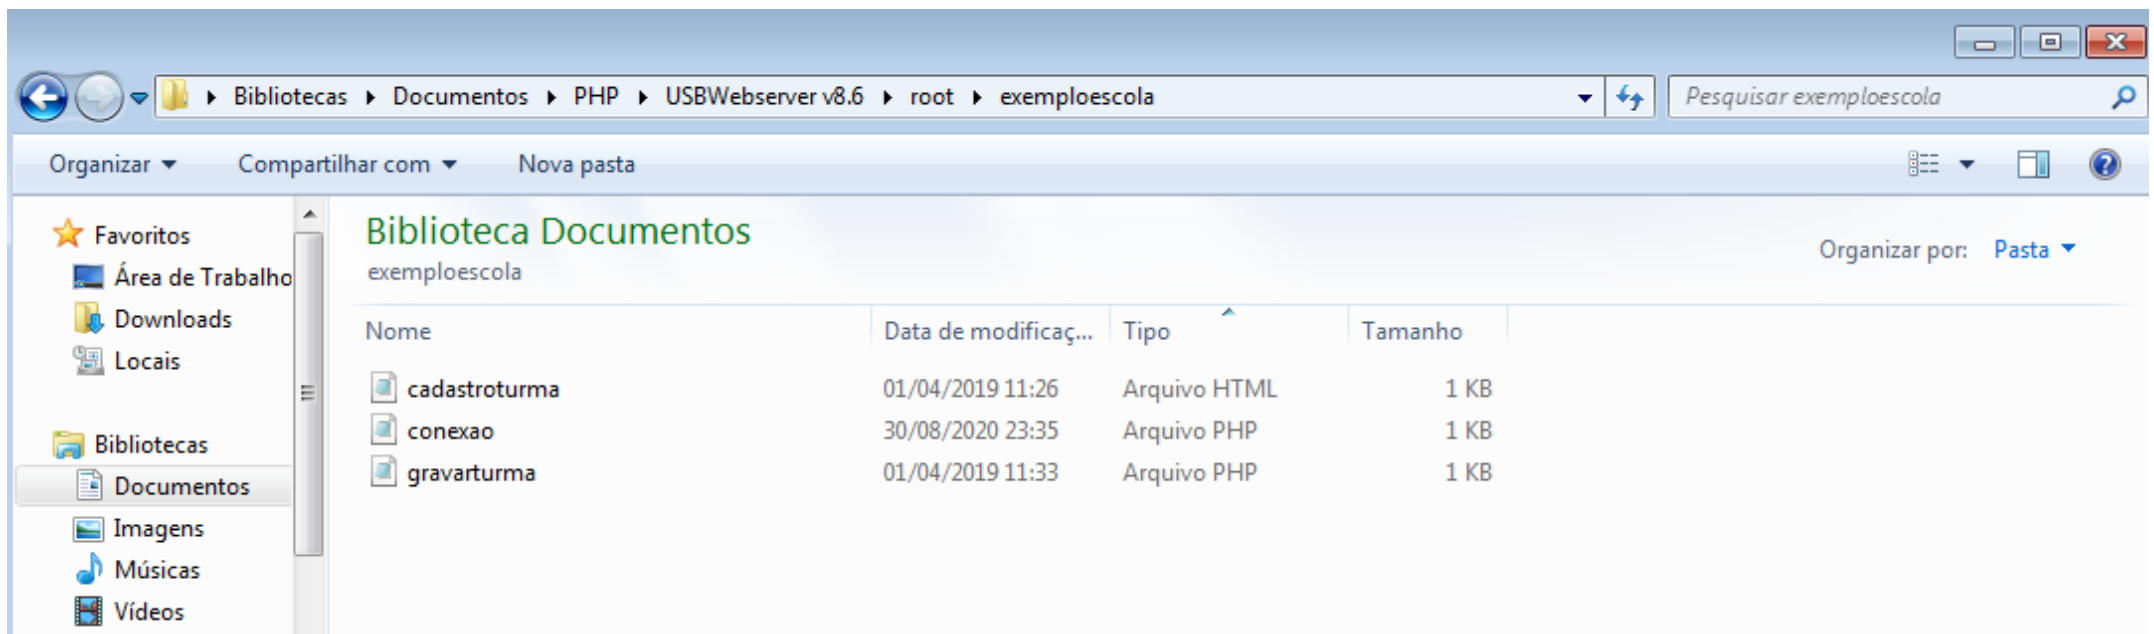 Bibliotecas Documentos PHP USBWebserver v8.6 root exemploescola Pesquisar exemploescola
Organizar Compartilhar com Nova pasta
Favoritos
Área de Trabalho
Downloads
Locais
Bibliotecas
Documentos
Imagens
Músicas
Vídeos
Biblioteca Documentos
exemploescola
Organizar por: Pasta
Nome Data de modificaç... Tipo Tamanho
cadastroturma 01/04/2019 11:26 Arquivo HTML 1 KB
conexao 30/08/2020 23:35 Arquivo PHP 1 KB
gravarturma 01/04/2019 11:33 Arquivo PHP 1 KB